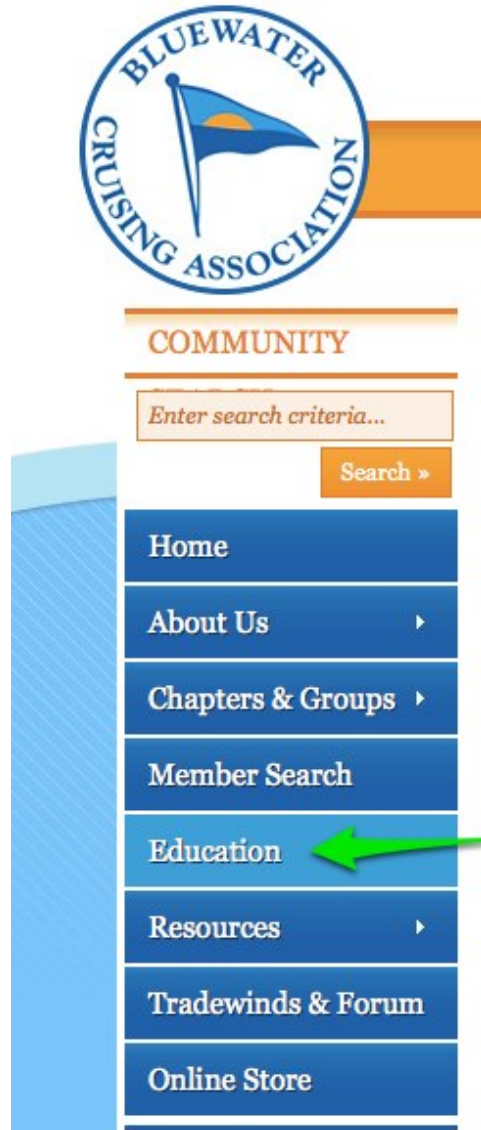 BLUEWATER
CRUISING ASSOCIATION
COMMUNITY
Enter search criteria...
Search »
Home
About Us
Chapters & Groups
Member Search
Education
Resources
Tradewinds & Forum
Online Store